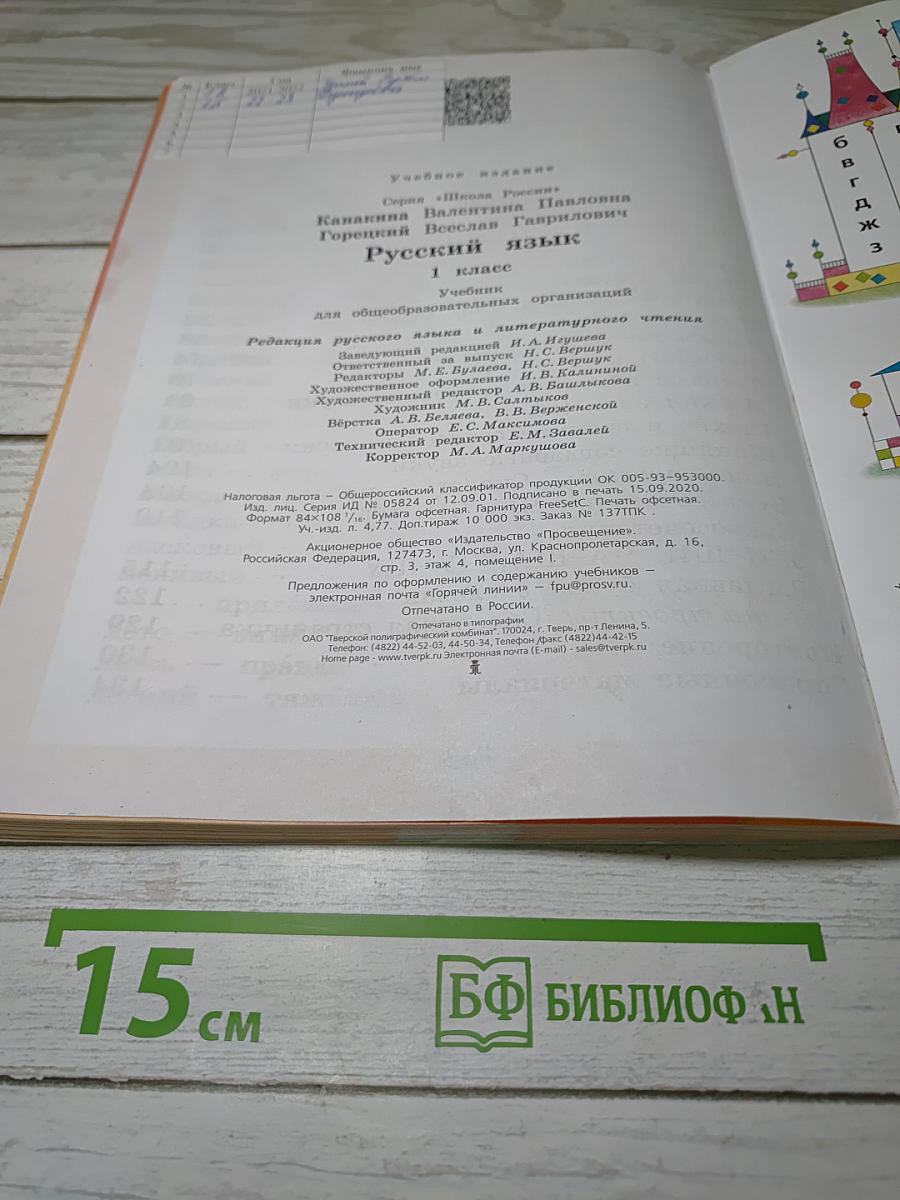 № Класс Год
2021-2022
22-23
Учебное издание
Серия «Школа России»
Канакина Валентина Павловна
Горецкий Всеслав Гаврилович
Русский язык
1 класс
Учебник
для общеобразовательных организаций
Редакция русского языка и литературного чтения
Заведующий редакцией И. А. Игушева
Ответственный за выпуск Н. С. Вершук
Редакторы М. Е. Булаева, Н. С. Вершук
Художественное оформление И. В. Калининой
Художественный редактор А. В. Башлыкова
Художник М. В. Салтыков
Вёрстка А. В. Беляева, В. В. Верженской
Оператор Е. С. Максимова
Технический редактор Е. М. Завалей
Корректор М. А. Маркушова
Налоговая льгота – Общероссийский классификатор продукции ОК 005-93–953000.
Изд. лиц. Серия ИД № 05824 от 12.09.01. Подписано в печать 15.09.2020.
Формат 84×108 1/16. Бумага офсетная. Гарнитура FreeSetC. Печать офсетная.
Уч.-изд. л. 4,77. Доп.тираж 10 000 экз. Заказ № 137ТПК .
Акционерное общество «Издательство «Просвещение».
Российская Федерация, 127473, г. Москва, ул. Краснопролетарская, д. 16,
стр. 3, этаж 4, помещение I.
Предложения по оформлению и содержанию учебников —
электронная почта «Горячей линии» — fpu@prosv.ru.
Отпечатано в России.
Отпечатано в типографии
ОАО "Тверской полиграфический комбинат". 170024, г. Тверь, пр-т Ленина, 5.
Телефон: (4822) 44-52-03, 44-50-34, Телефон /факс (4822)44-42-15
Home page - www.tverpk.ru Электронная почта (E-mail) - sales@tverpk.ru
б
в
г
д
ж
з
15 см
БФ БИБЛИОФ АН